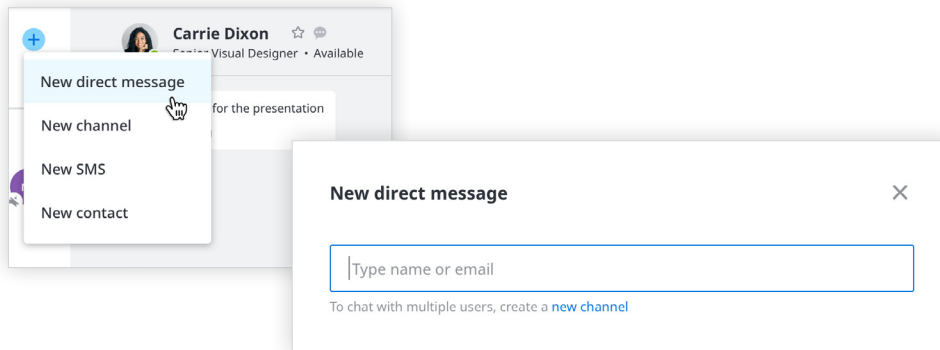 Carrie Dixon
Senior Visual Designer • Available
New direct message
for the presentation
New channel
New SMS
New contact
New direct message
Type name or email
To chat with multiple users, create a new channel